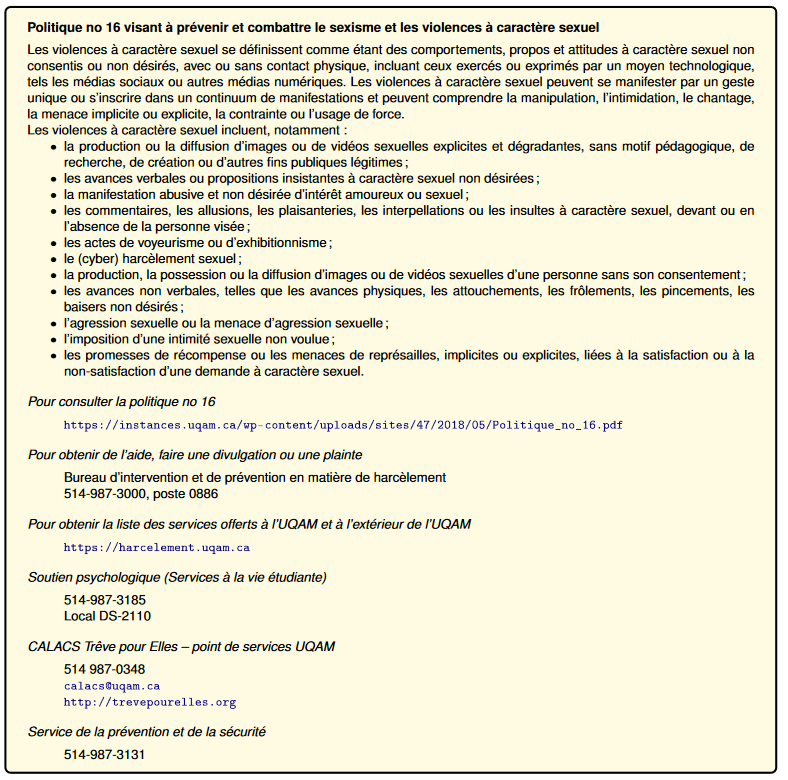 Politique no 16 visant à prévenir et combattre le sexisme et les violences à caractère sexuel
Les violences à caractère sexuel se définissent comme étant des comportements, propos et attitudes à caractère sexuel non
consentis ou non désirés, avec ou sans contact physique, incluant ceux exercés ou exprimés par un moyen technologique,
tels les médias sociaux ou autres médias numériques. Les violences à caractère sexuel peuvent se manifester par un geste
unique ou s'inscrire dans un continuum de manifestations et peuvent comprendre la manipulation, l'intimidation, le chantage,
la menace implicite ou explicite, la contrainte ou l'usage de force.
Les violences à caractère sexuel incluent, notamment :
• la production ou la diffusion d'images ou de vidéos sexuelles explicites et dégradantes, sans motif pédagogique, de
recherche, de création ou d'autres fins publiques légitimes ;
• les avances verbales ou propositions insistantes à caractère sexuel non désirées ;
• la manifestation abusive et non désirée d'intérêt amoureux ou sexuel ;
• les commentaires, les allusions, les plaisanteries, les interpellations ou les insultes à caractère sexuel, devant ou en
l'absence de la personne visée ;
• les actes de voyeurisme ou d'exhibitionnisme ;
• le (cyber) harcèlement sexuel ;
• la production, la possession ou la diffusion d'images ou de vidéos sexuelles d'une personne sans son consentement ;
• les avances non verbales, telles que les avances physiques, les attouchements, les frôlements, les pincements, les
baisers non désirés ;
• l'agression sexuelle ou la menace d'agression sexuelle ;
• l'imposition d'une intimité sexuelle non voulue ;
• les promesses de récompense ou les menaces de représailles, implicites ou explicites, liées à la satisfaction ou à la
non-satisfaction d'une demande à caractère sexuel.
Pour consulter la politique no 16
https://instances.uqam.ca/wp-content/uploads/sites/47/2018/05/Politique_no_16.pdf
Pour obtenir de l'aide, faire une divulgation ou une plainte
Bureau d'intervention et de prévention en matière de harcèlement
514-987-3000, poste 0886
Pour obtenir la liste des services offerts à l'UQAM et à l'extérieur de l'UQAM
https://harcelement.uqam.ca
Soutien psychologique (Services à la vie étudiante)
514-987-3185
Local DS-2110
CALACS Trêve pour Elles – point de services UQAM
514 987-0348
calacs@uqam.ca
http://trevepourelles.org
Service de la prévention et de la sécurité
514-987-3131